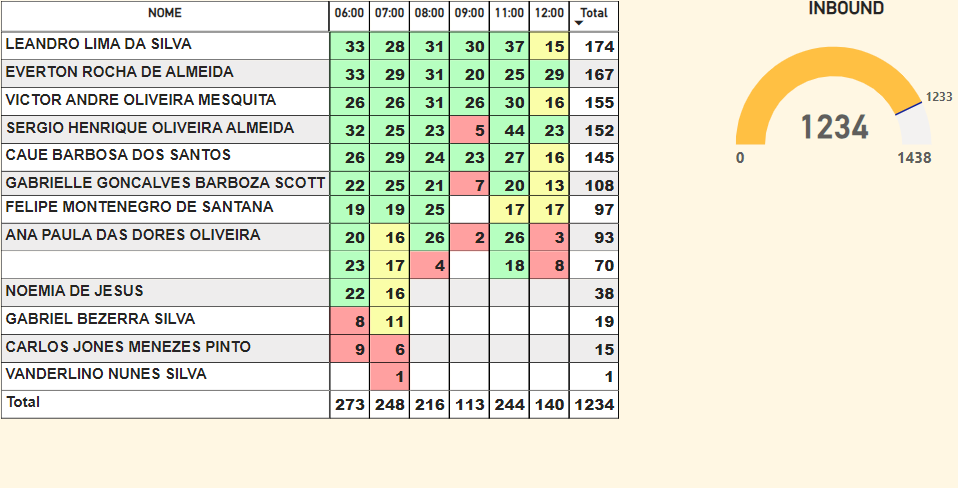 NOME 06:00 07:00 08:00 09:00 11:00 12:00 Total
LEANDRO LIMA DA SILVA 33 28 31 30 37 15 174
EVERTON ROCHA DE ALMEIDA 33 29 31 20 25 29 167
VICTOR ANDRE OLIVEIRA MESQUITA 26 26 31 26 30 16 155
SERGIO HENRIQUE OLIVEIRA ALMEIDA 32 25 23 5 44 23 152
CAUE BARBOSA DOS SANTOS 26 29 24 23 27 16 145
GABRIELLE GONCALVES BARBOZA SCOTT 22 25 21 7 20 13 108
FELIPE MONTENEGRO DE SANTANA 19 19 25 17 17 97
ANA PAULA DAS DORES OLIVEIRA 20 16 26 2 26 3 93
23 17 4 18 8 70
NOEMIA DE JESUS 22 16 38
GABRIEL BEZERRA SILVA 8 11 19
CARLOS JONES MENEZES PINTO 9 6 15
VANDERLINO NUNES SILVA 1 1
Total 273 248 216 113 244 140 1234
INBOUND
1233
1234
0 1438